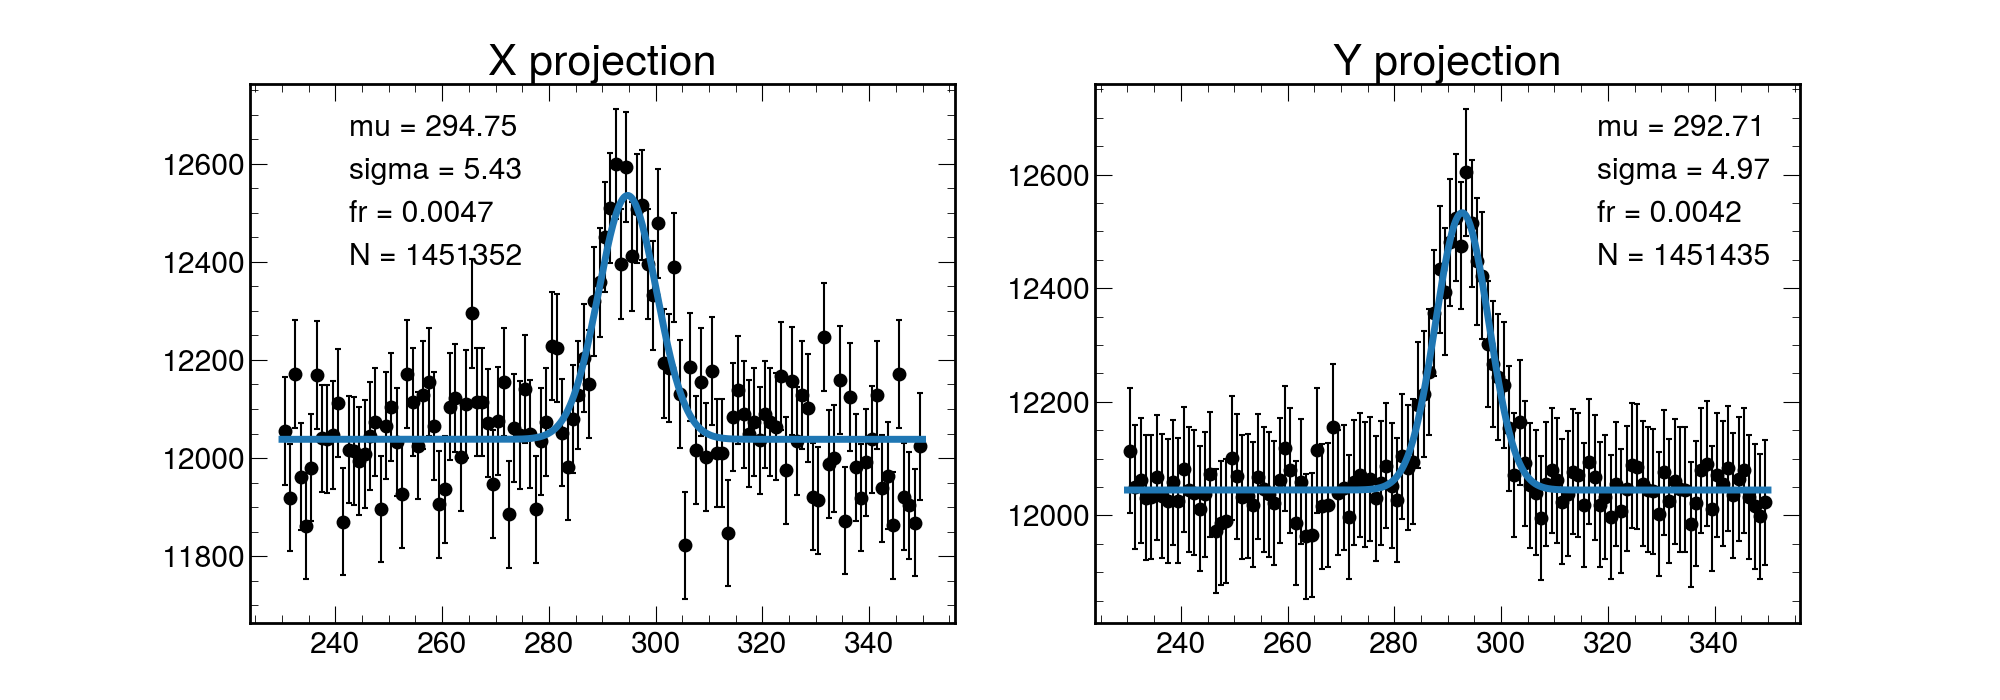 X projection
mu = 294.75
sigma = 5.43
fr = 0.0047
N = 1451352
12600
12400
12200
12000
11800
240 260 280 300 320 340
Y projection
mu = 292.71
sigma = 4.97
fr = 0.0042
N = 1451435
12600
12400
12200
12000
240 260 280 300 320 340